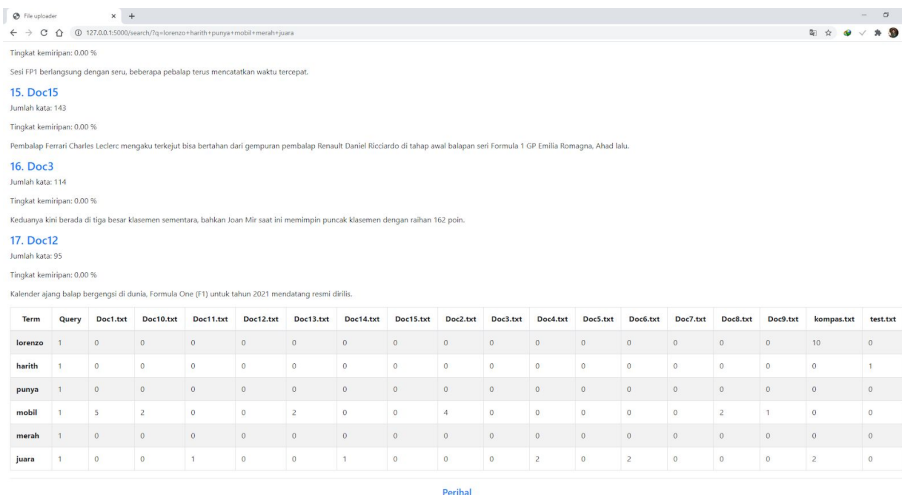 File uploader
127.0.0.1:5000/search/?q=lorenzo+harith+punya+mobil+merah+juara
Tingkat kemiripan: 0.00 %
Sesi FP1 berlangsung dengan seru, beberapa pebalap terus mencatatkan waktu tercepat.
15. Doc15
Jumlah kata: 143
Tingkat kemiripan: 0.00 %
Pembalap Ferrari Charles Leclerc mengaku terkejut bisa bertahan dari gempuran pembalap Renault Daniel Ricciardo di tahap awal balapan seri Formula 1 GP Emilia Romagna, Ahad lalu.
16. Doc3
Jumlah kata: 114
Tingkat kemiripan: 0.00 %
Keduanya kini berada di tiga besar klasemen sementara, bahkan Joan Mir saat ini memimpin puncak klasemen dengan raihan 162 poin.
17. Doc12
Jumlah kata: 95
Tingkat kemiripan: 0.00 %
Kalender ajang balap bergengsi di dunia, Formula One (F1) untuk tahun 2021 mendatang resmi dirilis.
Term Query Doc1.txt Doc10.txt Doc11.txt Doc12.txt Doc13.txt Doc14.txt Doc15.txt Doc2.txt Doc3.txt Doc4.txt Doc5.txt Doc6.txt Doc7.txt Doc8.txt Doc9.txt kompas.txt test.txt
lorenzo 1 0 0 0 0 0 0 0 0 0 0 0 0 0 0 0 10 0
harith 1 0 0 0 0 0 0 0 0 0 0 0 0 0 0 0 0 1
punya 1 0 0 0 0 0 0 0 0 0 0 0 0 0 0 0 0 0
mobil 1 5 2 0 0 2 0 0 4 0 0 0 0 0 2 1 0 0
merah 1 0 0 0 0 0 0 0 0 0 0 0 0 0 0 0 0 0
juara 1 0 0 1 0 0 1 0 0 0 2 0 2 0 0 0 2 0
Perihal